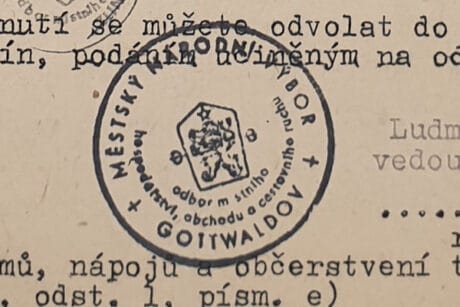 nutí se můžete odvolat do
ín, podáním učiněným na od
MĚSTSKÝ NÁRODNÍ VÝBOR
GOTTWALDOV
odbor místního
hospodářství, obchodu a cestovního ruchu
Ludm
vedou
.....
mů, nápojů a občerstvení t
, odst. 1, písm. e)